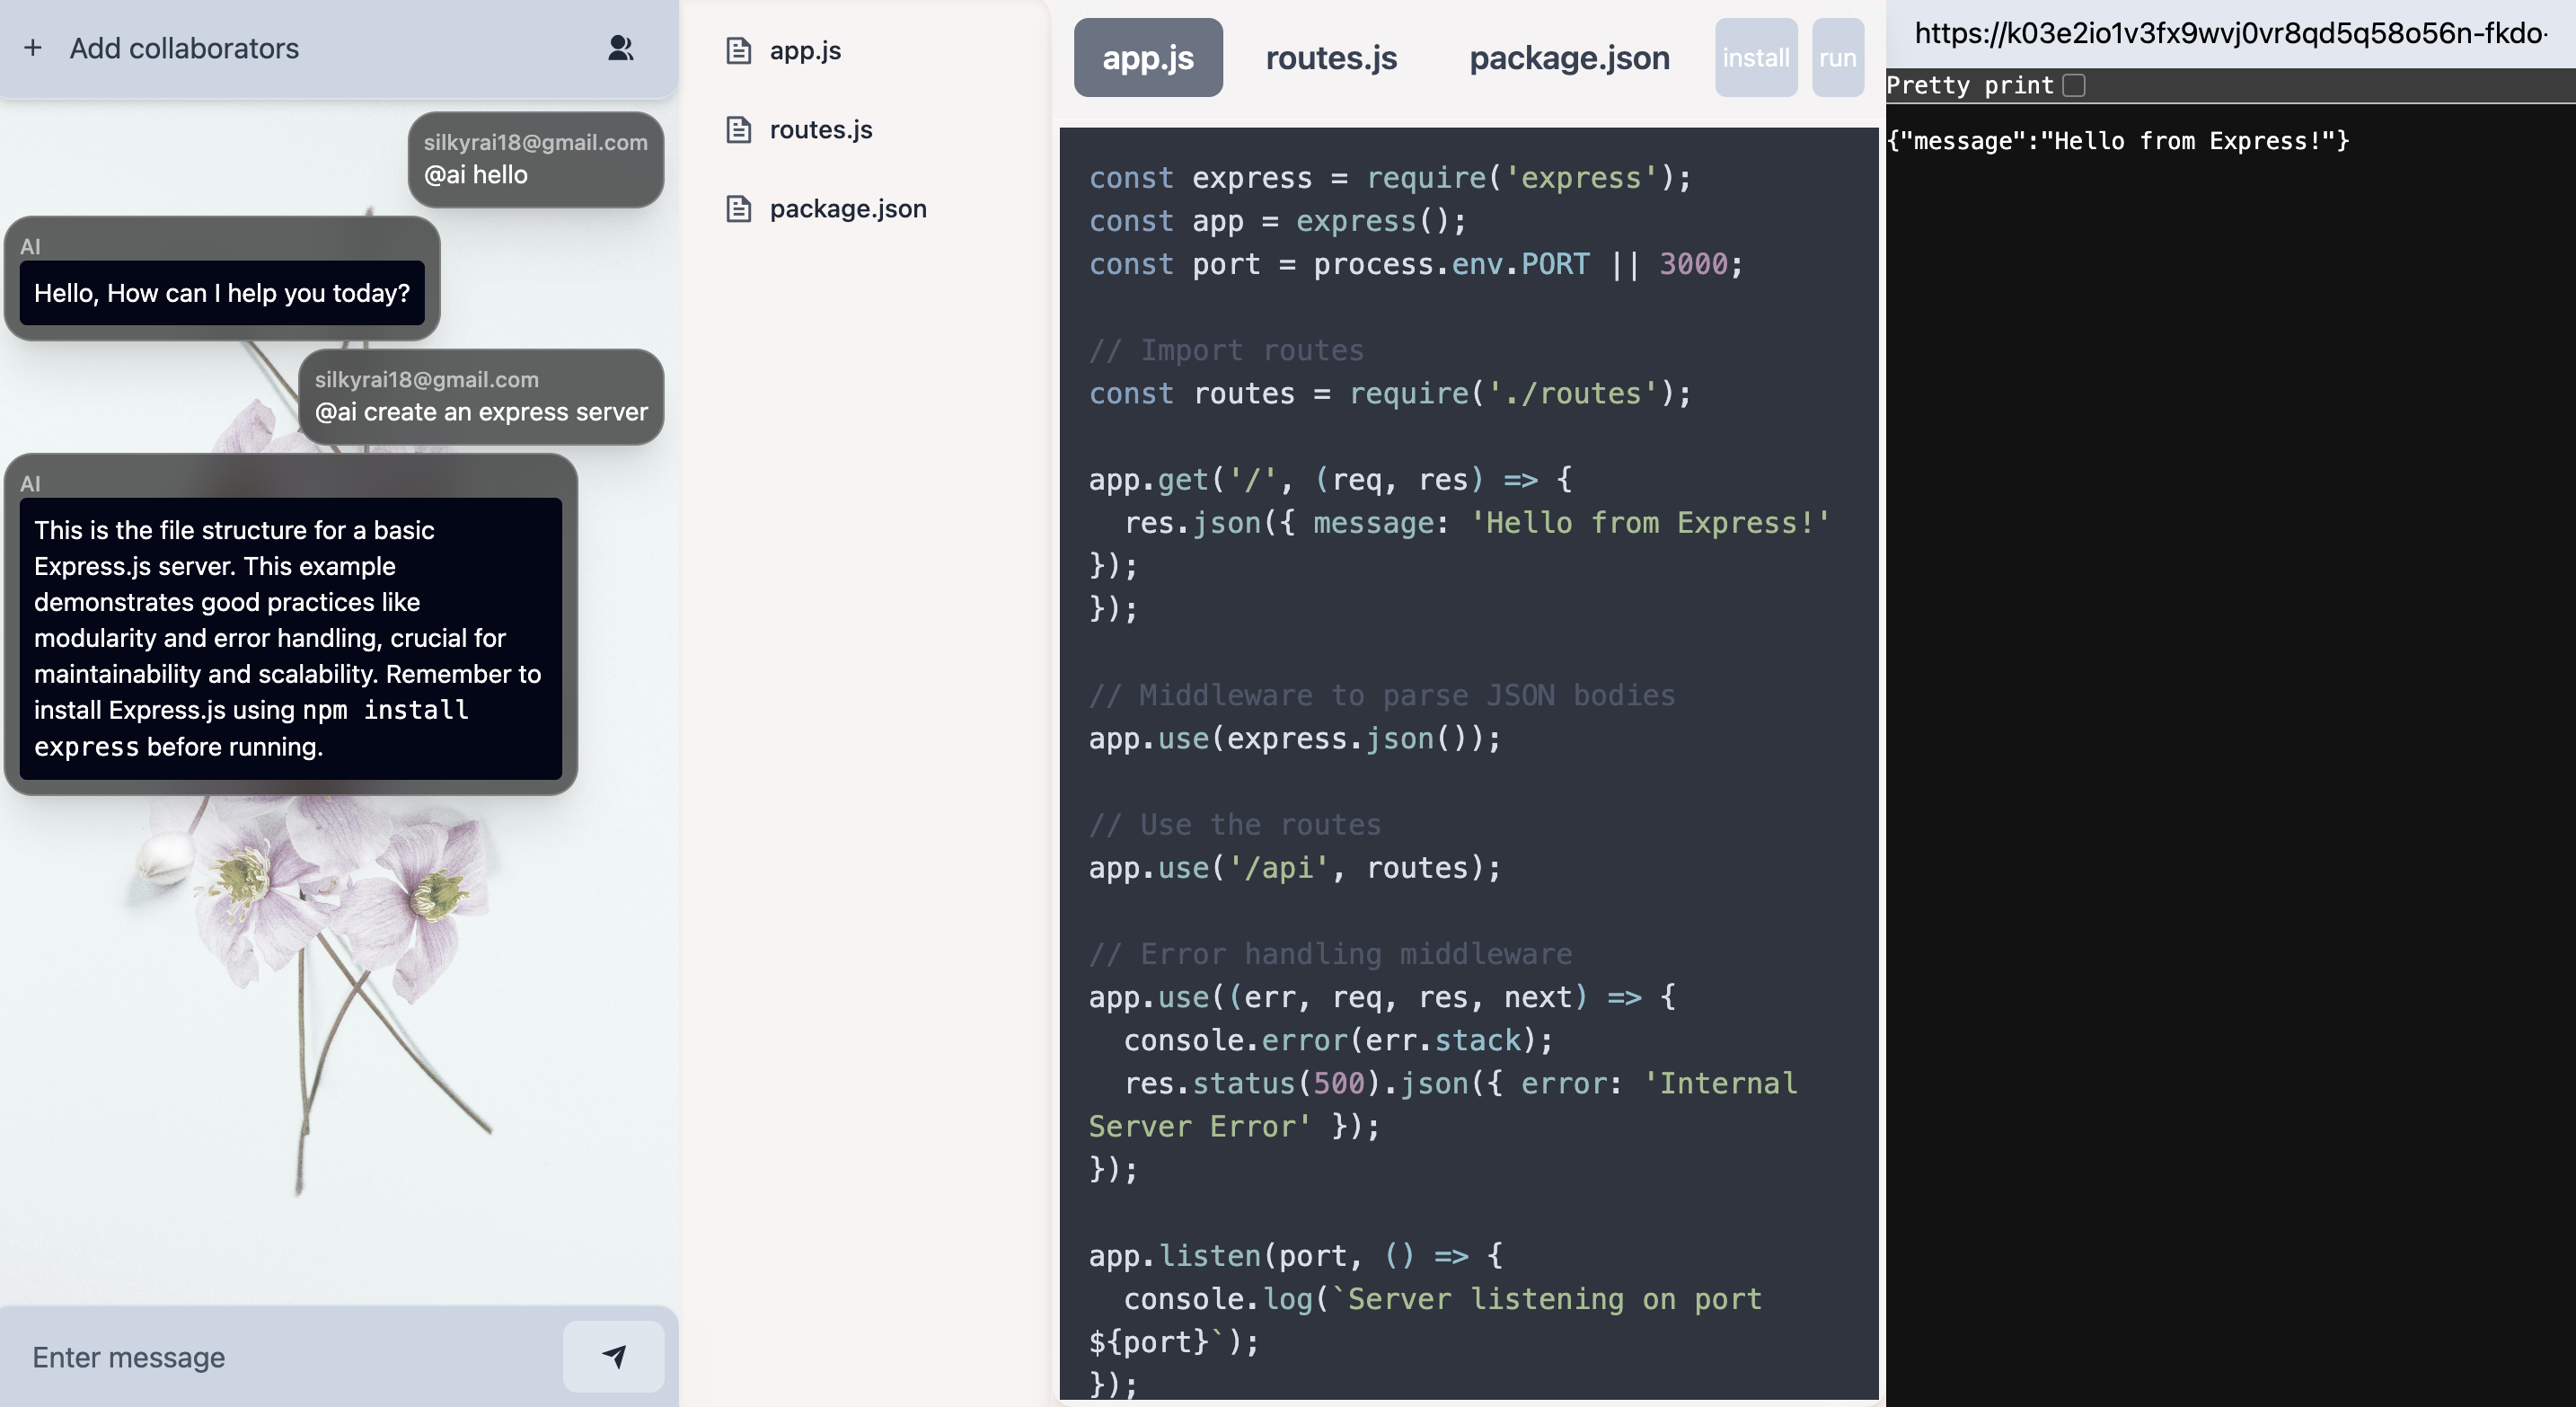 + Add collaborators
silkyrai18@gmail.com
@ai hello
AI
Hello, How can I help you today?
silkyrai18@gmail.com
@ai create an express server
AI
This is the file structure for a basic
Express.js server. This example
demonstrates good practices like
modularity and error handling, crucial for
maintainability and scalability. Remember to
install Express.js using npm install
express before running.
Enter message
app.js
routes.js
package.json
app.js routes.js package.json install run
const express = require('express');
const app = express();
const port = process.env.PORT || 3000;
// Import routes
const routes = require('./routes');
app.get('/', (req, res) => {
  res.json({ message: 'Hello from Express!'
});
});
// Middleware to parse JSON bodies
app.use(express.json());
// Use the routes
app.use('/api', routes);
// Error handling middleware
app.use((err, req, res, next) => {
  console.error(err.stack);
  res.status(500).json({ error: 'Internal
Server Error' });
});
app.listen(port, () => {
  console.log(`Server listening on port
${port}`);
});
https://k03e2io1v3fx9wvj0vr8qd5q58o56n-fkdo-
Pretty print
{"message":"Hello from Express!"}